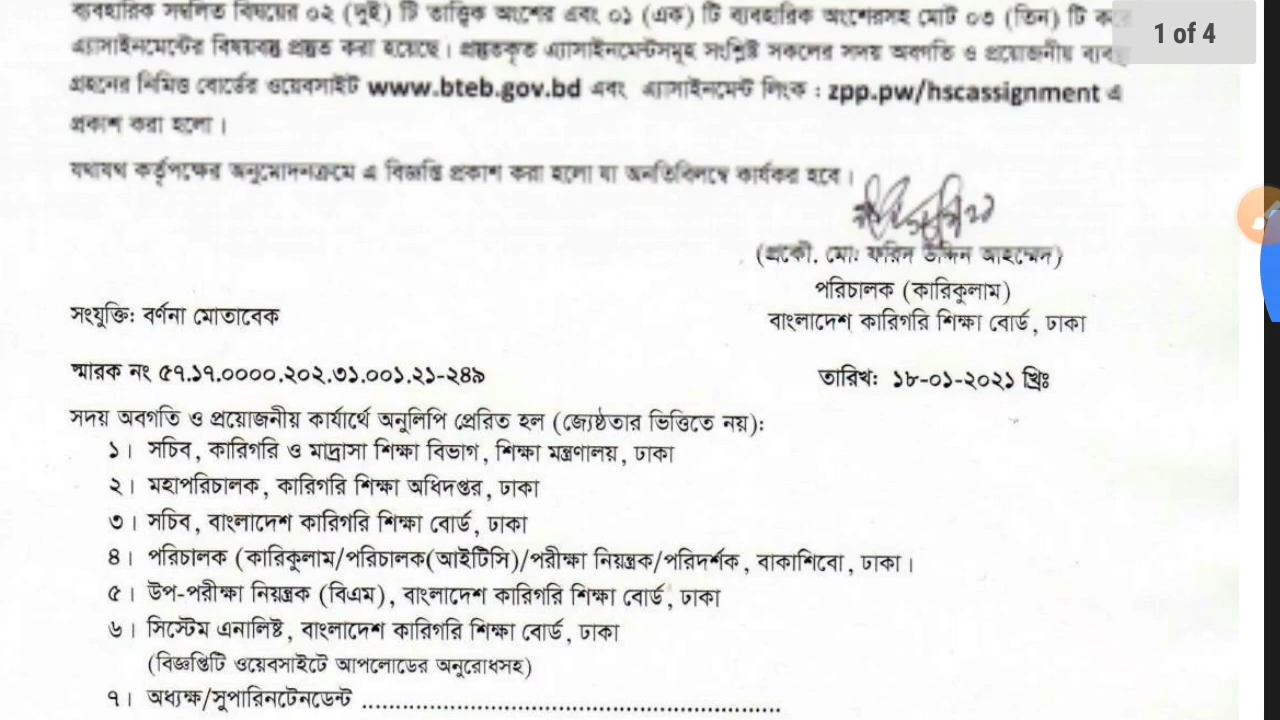 ব্যবহারিক সম্বলিত বিষয়ের ০২ (দুই) টি তাত্ত্বিক অংশের এবং ০১ (এক) টি ব্যবহারিক অংশেরসহ মোট ০৩ (তিন) টি করে
1 of 4
এ্যাসাইনমেন্টের বিষয়বস্তু প্রস্তুত করা হয়েছে। প্রস্তুতকৃত এ্যাসাইনমেন্টসমূহ সংশ্লিষ্ট সকলের সদয় অবগতি ও প্রয়োজনীয়
গ্রহনের নিমিত্ত বোর্ডের ওয়েবসাইট www.bteb.gov.bd এবং এ্যাসাইনমেন্ট লিংক : zpp.pw/hscassignment এ
প্রকাশ করা হলো।
যথাযথ কর্তৃপক্ষের অনুমোদনক্রমে এ বিজ্ঞপ্তি প্রকাশ করা হলো যা অনতিবিলম্বে কার্যকর হবে।
(প্রকৌ. মো: ফরিদ উদ্দিন আহম্মেদ)
পরিচালক (কারিকুলাম)
সংযুক্তি: বর্ণনা মোতাবেক
বাংলাদেশ কারিগরি শিক্ষা বোর্ড, ঢাকা
স্মারক নং ৫৭.১৭.০০০০.২০২.৩১.০০১.২১-২৪৯
তারিখ: ১৮-০১-২০২১ খ্রিঃ
সদয় অবগতি ও প্রয়োজনীয় কার্যার্থে অনুলিপি প্রেরিত হল (জ্যেষ্ঠতার ভিত্তিতে নয়):
১। সচিব, কারিগরি ও মাদ্রাসা শিক্ষা বিভাগ, শিক্ষা মন্ত্রণালয়, ঢাকা
২। মহাপরিচালক, কারিগরি শিক্ষা অধিদপ্তর, ঢাকা
৩। সচিব, বাংলাদেশ কারিগরি শিক্ষা বোর্ড, ঢাকা
৪। পরিচালক (কারিকুলাম/পরিচালক(আইটিসি)/পরীক্ষা নিয়ন্ত্রক/পরিদর্শক, বাকাশিবো, ঢাকা।
৫। উপ-পরীক্ষা নিয়ন্ত্রক (বিএম), বাংলাদেশ কারিগরি শিক্ষা বোর্ড, ঢাকা
৬। সিস্টেম এনালিষ্ট, বাংলাদেশ কারিগরি শিক্ষা বোর্ড, ঢাকা
(বিজ্ঞপ্তিটি ওয়েবসাইটে আপলোডের অনুরোধসহ)
৭। অধ্যক্ষ/সুপারিনটেনডেন্ট ............................................................